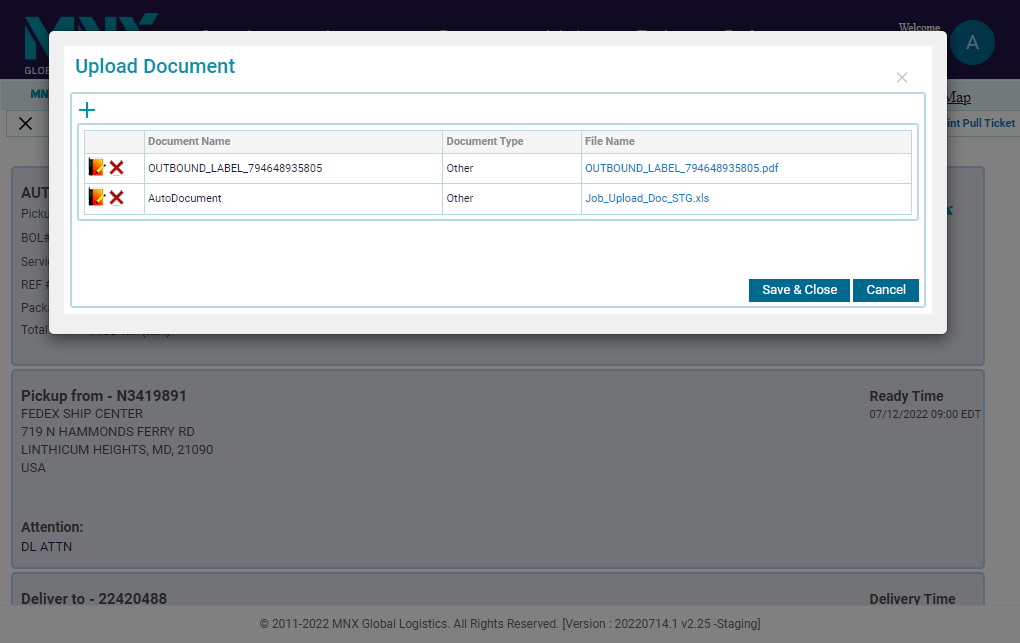 MNX
Welcome
A
GLOB
Upload Document
MN
Map
int Pull Ticket
Document Name Document Type File Name
OUTBOUND_LABEL_794648935805 Other OUTBOUND_LABEL_794648935805.pdf
AutoDocument Other Job_Upload_Doc_STG.xls
AUT
Picku
BOL#
Servi
REF #
Pack
Total
Save & Close Cancel
Pickup from - N3419891 Ready Time
FEDEX SHIP CENTER 07/12/2022 09:00 EDT
719 N HAMMONDS FERRY RD
LINTHICUM HEIGHTS, MD, 21090
USA
Attention:
DL ATTN
Deliver to - 22420488 Delivery Time
© 2011-2022 MNX Global Logistics. All Rights Reserved. [Version : 20220714.1 v2.25 -Staging]